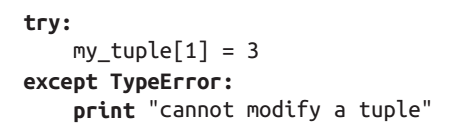 try:
    my_tuple[1] = 3
except TypeError:
    print "cannot modify a tuple"